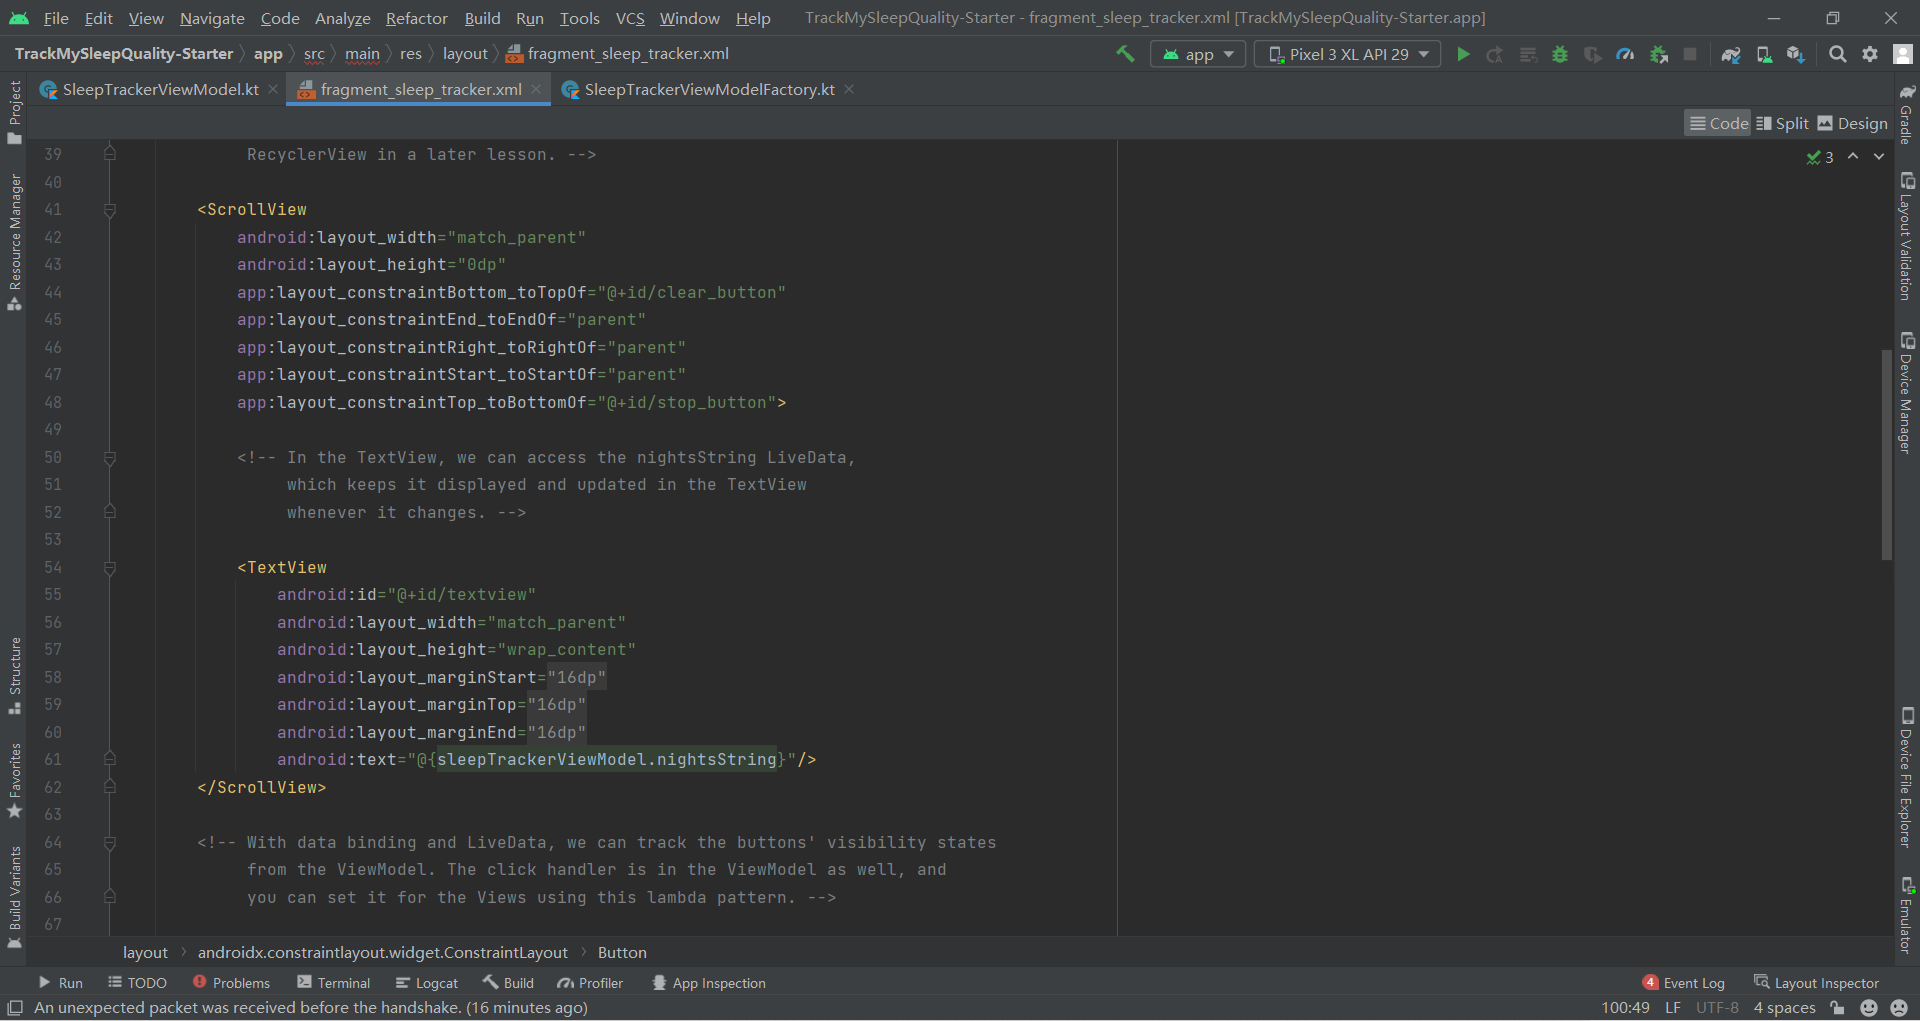 File Edit View Navigate Code Analyze Refactor Build Run Tools VCS Window Help TrackMySleepQuality-Starter - fragment_sleep_tracker.xml [TrackMySleepQuality-Starter.app]
TrackMySleepQuality-Starter app src main res layout fragment_sleep_tracker.xml app Pixel 3 XL API 29
SleepTrackerViewModel.kt fragment_sleep_tracker.xml SleepTrackerViewModelFactory.kt
Code Split Design
3
39 RecyclerView in a later lesson. -->
40
41 <ScrollView
42 android:layout_width="match_parent"
43 android:layout_height="0dp"
44 app:layout_constraintBottom_toTopOf="@+id/clear_button"
45 app:layout_constraintEnd_toEndOf="parent"
46 app:layout_constraintRight_toRightOf="parent"
47 app:layout_constraintStart_toStartOf="parent"
48 app:layout_constraintTop_toBottomOf="@+id/stop_button">
49
50 <!-- In the TextView, we can access the nightsString LiveData,
51 which keeps it displayed and updated in the TextView
52 whenever it changes. -->
53
54 <TextView
55 android:id="@+id/textview"
56 android:layout_width="match_parent"
57 android:layout_height="wrap_content"
58 android:layout_marginStart="16dp"
59 android:layout_marginTop="16dp"
60 android:layout_marginEnd="16dp"
61 android:text="@{sleepTrackerViewModel.nightsString}"/>
62 </ScrollView>
63
64 <!-- With data binding and LiveData, we can track the buttons' visibility states
65 from the ViewModel. The click handler is in the ViewModel as well, and
66 you can set it for the Views using this lambda pattern. -->
67
Project
Resource Manager
Structure
Favorites
Build Variants
Gradle
Layout Validation
Device Manager
Device File Explorer
Emulator
layout androidx.constraintlayout.widget.ConstraintLayout Button
Run TODO Problems Terminal Logcat Build Profiler App Inspection 4 Event Log Layout Inspector
An unexpected packet was received before the handshake. (16 minutes ago) 100:49 LF UTF-8 4 spaces